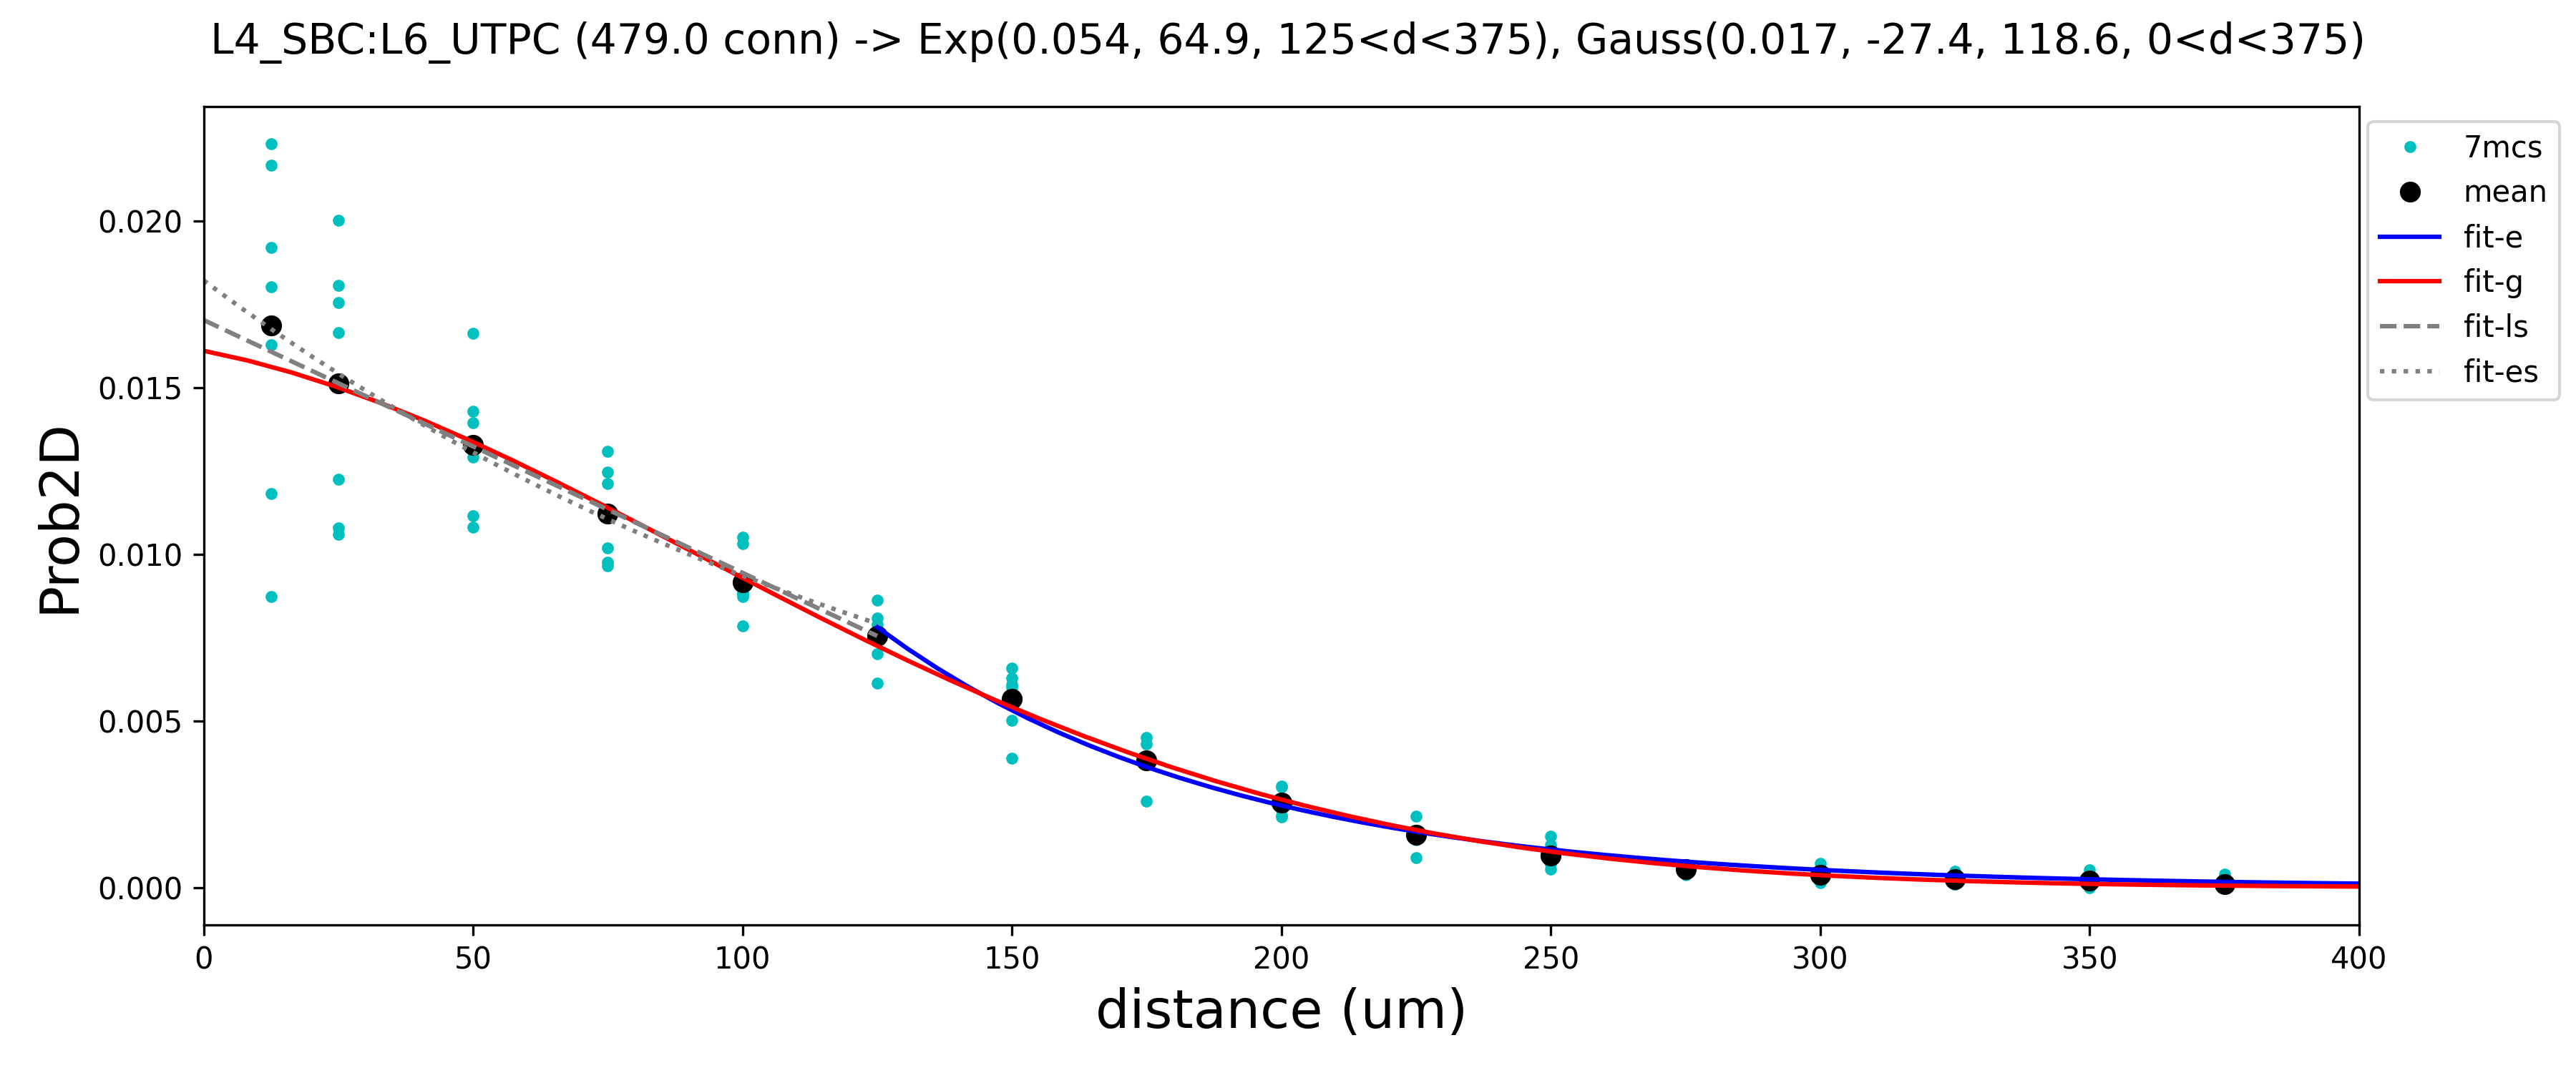 L4_SBC:L6_UTPC (479.0 conn) -> Exp(0.054, 64.9, 125<d<375), Gauss(0.017, -27.4, 118.6, 0<d<375)
7mcs
mean
fit-e
fit-g
fit-ls
fit-es
Prob2D
0.020
0.015
0.010
0.005
0.000
0 50 100 150 200 250 300 350 400
distance (um)